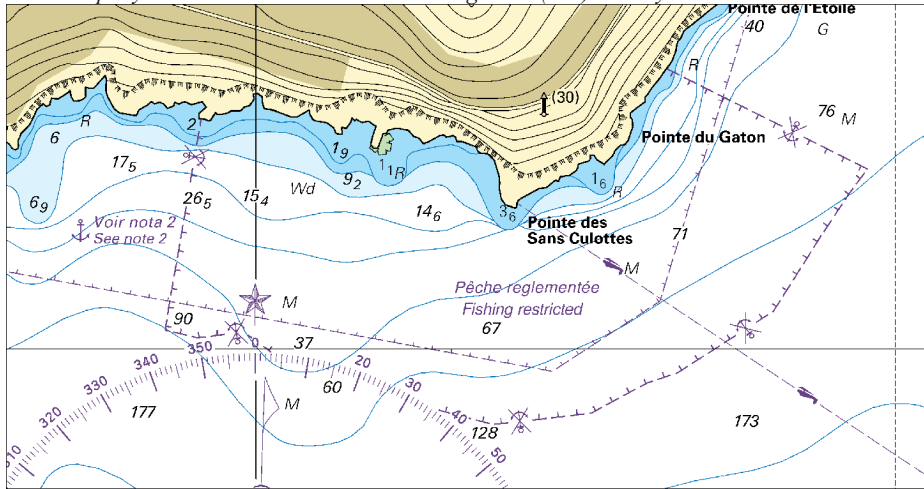 Pointe de l'Etoile
40
G
R
(30)
76 M
6
R
2
Pointe du Gaton
1₉
1₁
R
17₅
9₂
1₆
R
Wd
26₅
15₄
6₉
14₆
3₆
Voir nota 2
See note 2
Pointe des
Sans Culottes
71
M
Pêche réglementée
Fishing restricted
M
90
67
37
0
350
340
330
320
310
20
30
40
50
60
M
177
128
173